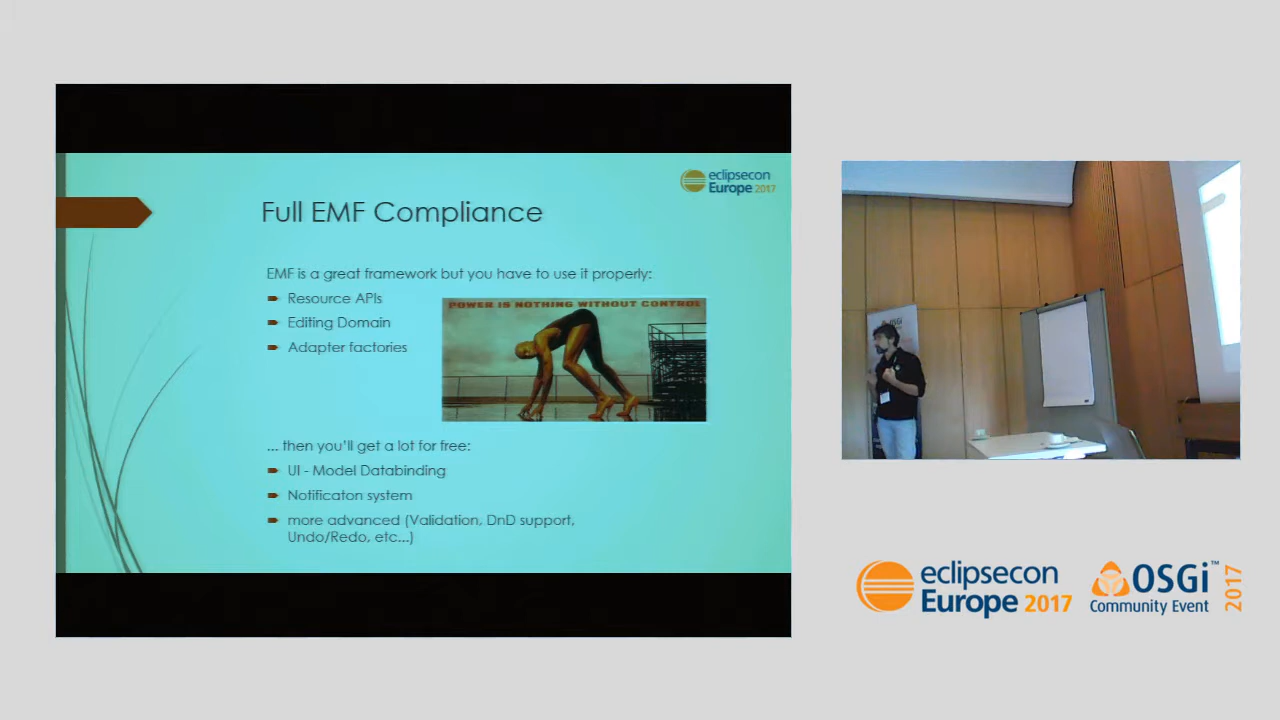 eclipsecon
Europe 2017
Full EMF Compliance
EMF is a great framework but you have to use it properly:
Resource APIs
Editing Domain
Adapter factories
POWER IS NOTHING WITHOUT CONTROL
... then you'll get a lot for free:
UI - Model Databinding
Notificaton system
more advanced (Validation, DnD support,
Undo/Redo, etc...)
OSGi
eclipsecon
Europe 2017
OSGi™
Community Event
2017